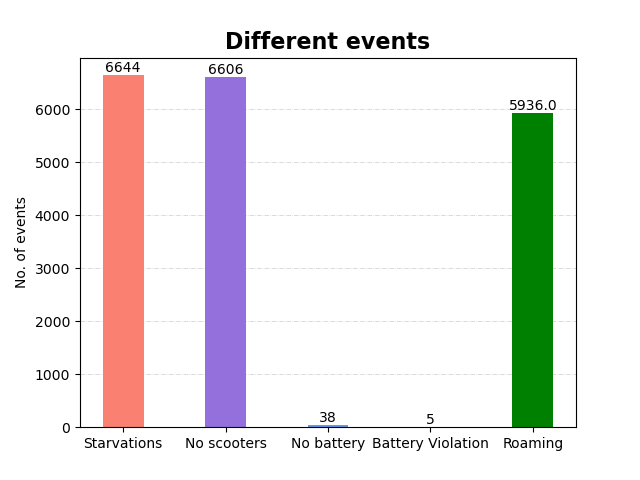 Different events
6644
6606
38
5
5936.0
No. of events
6000
5000
4000
3000
2000
1000
0
Starvations
No scooters
No battery
Battery Violation
Roaming